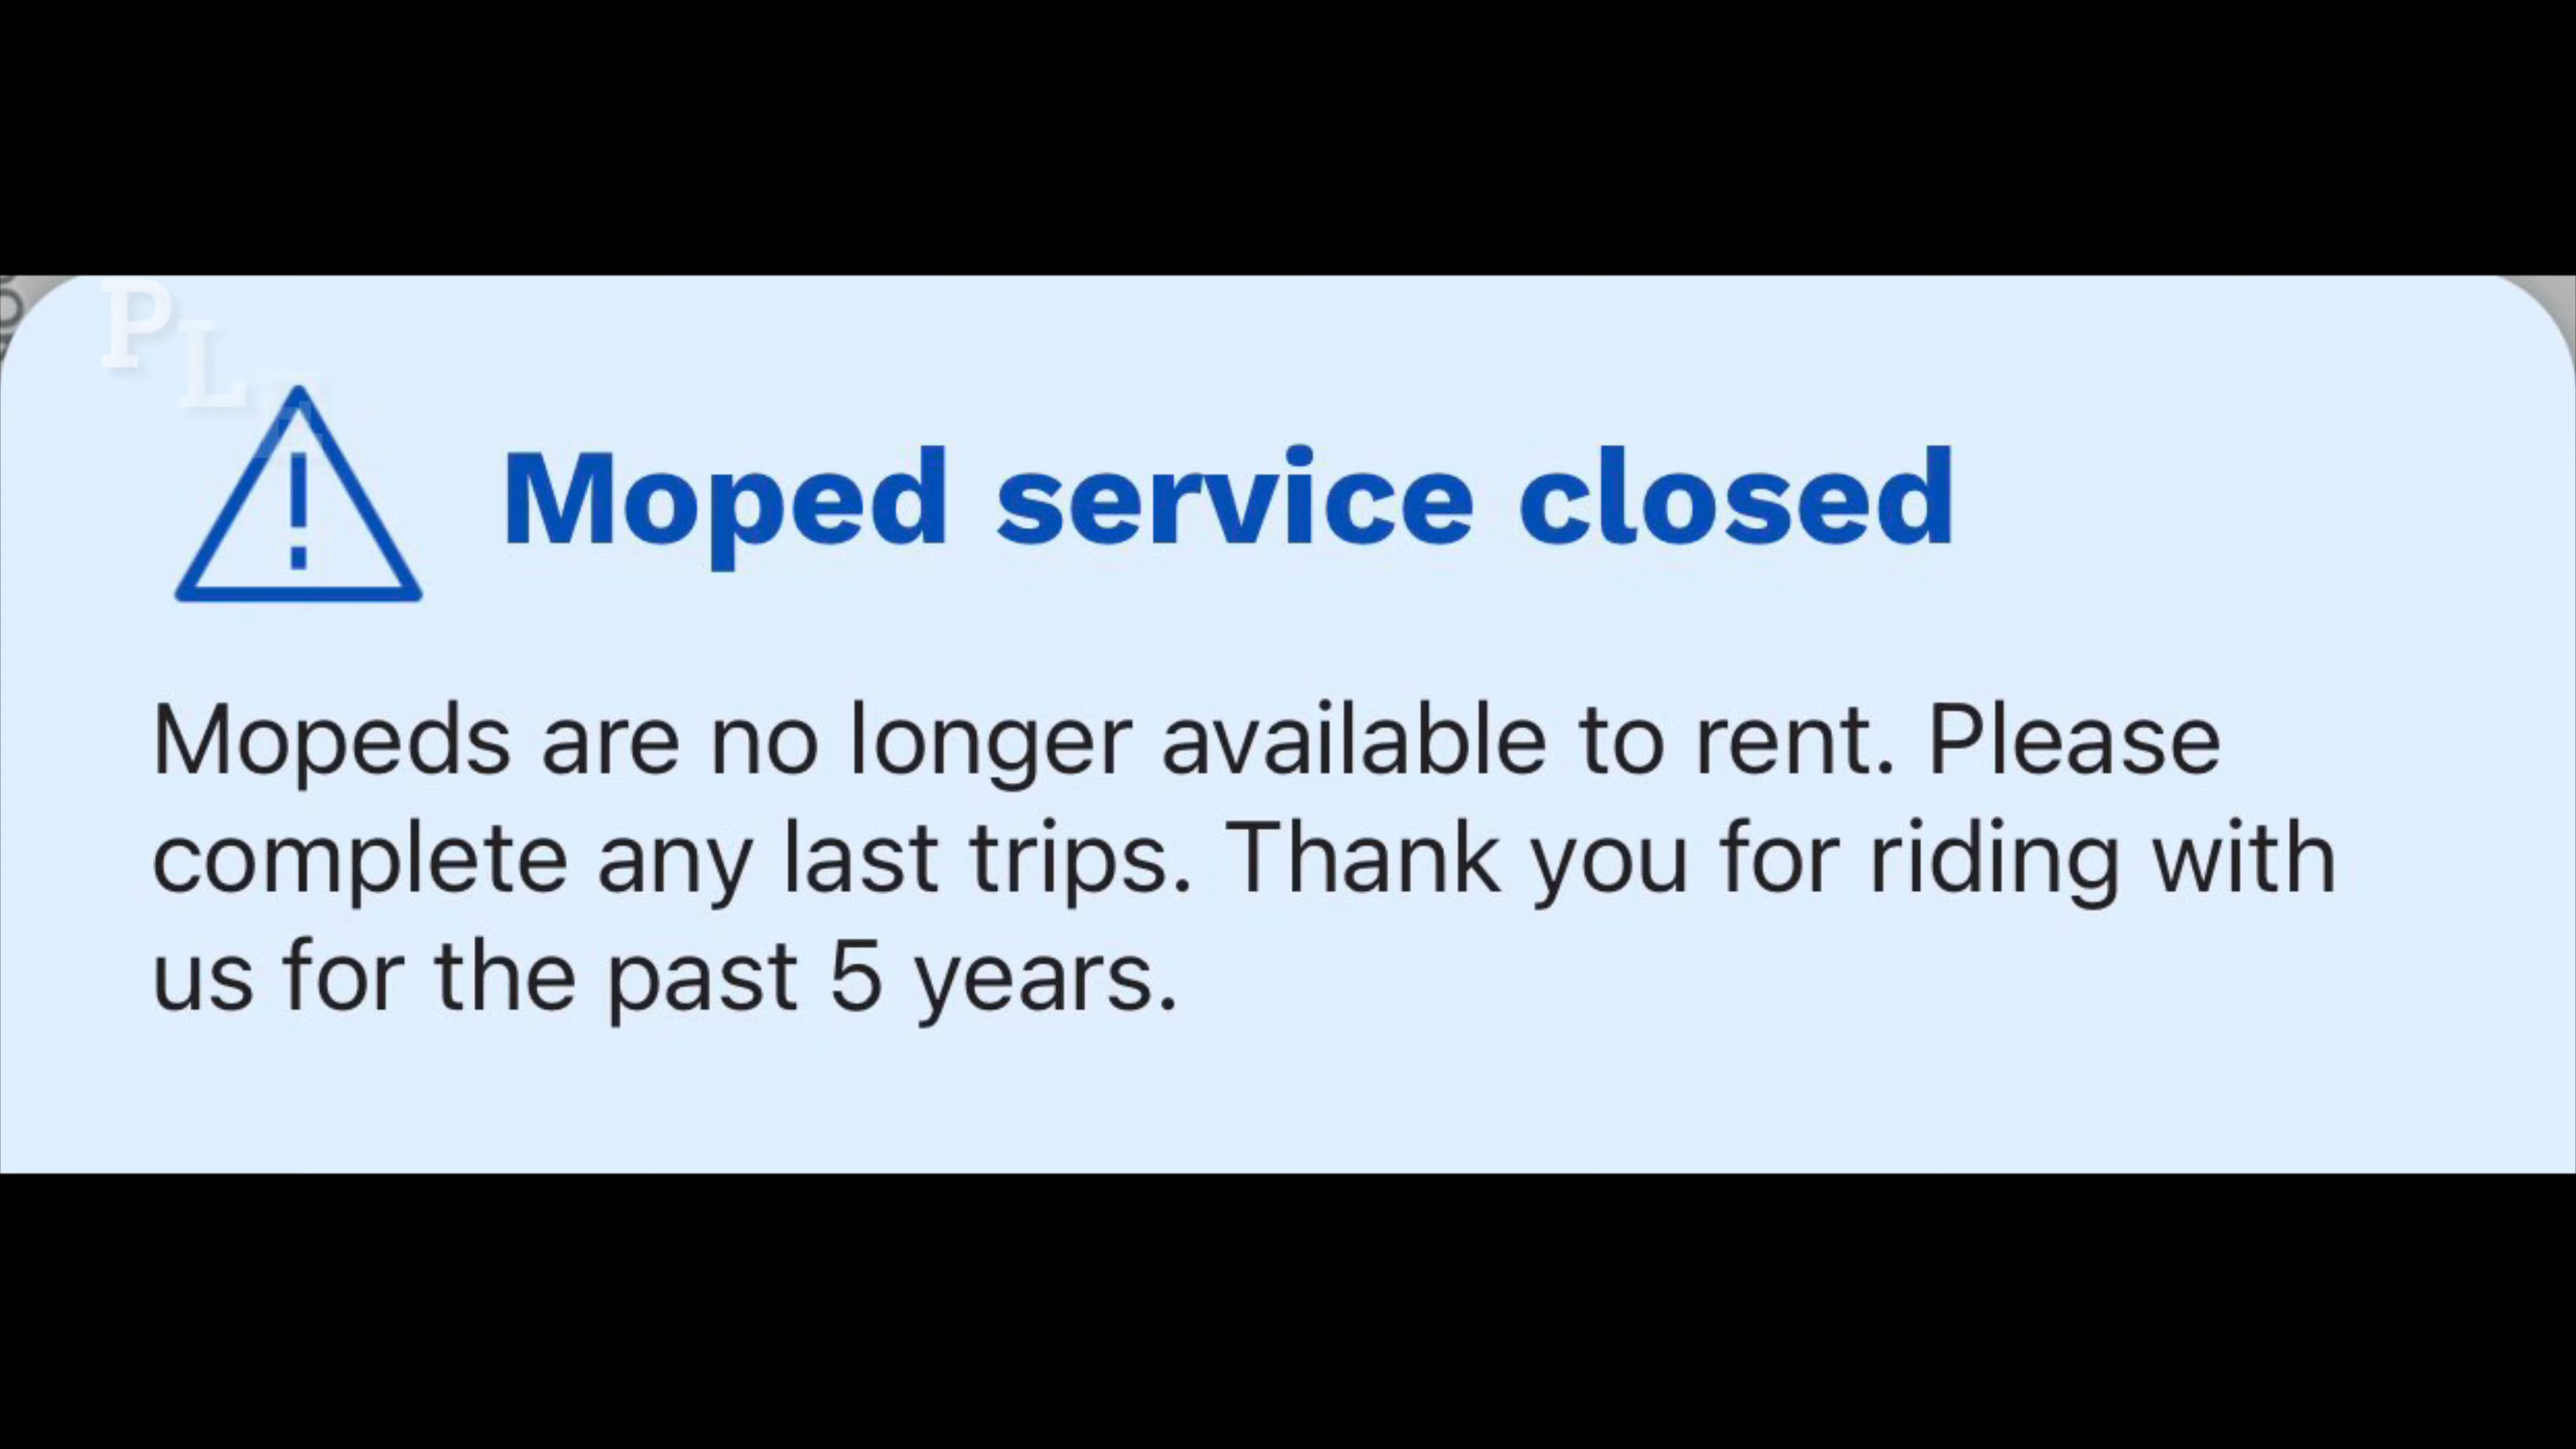 PL
Moped service closed
Mopeds are no longer available to rent. Please
complete any last trips. Thank you for riding with
us for the past 5 years.